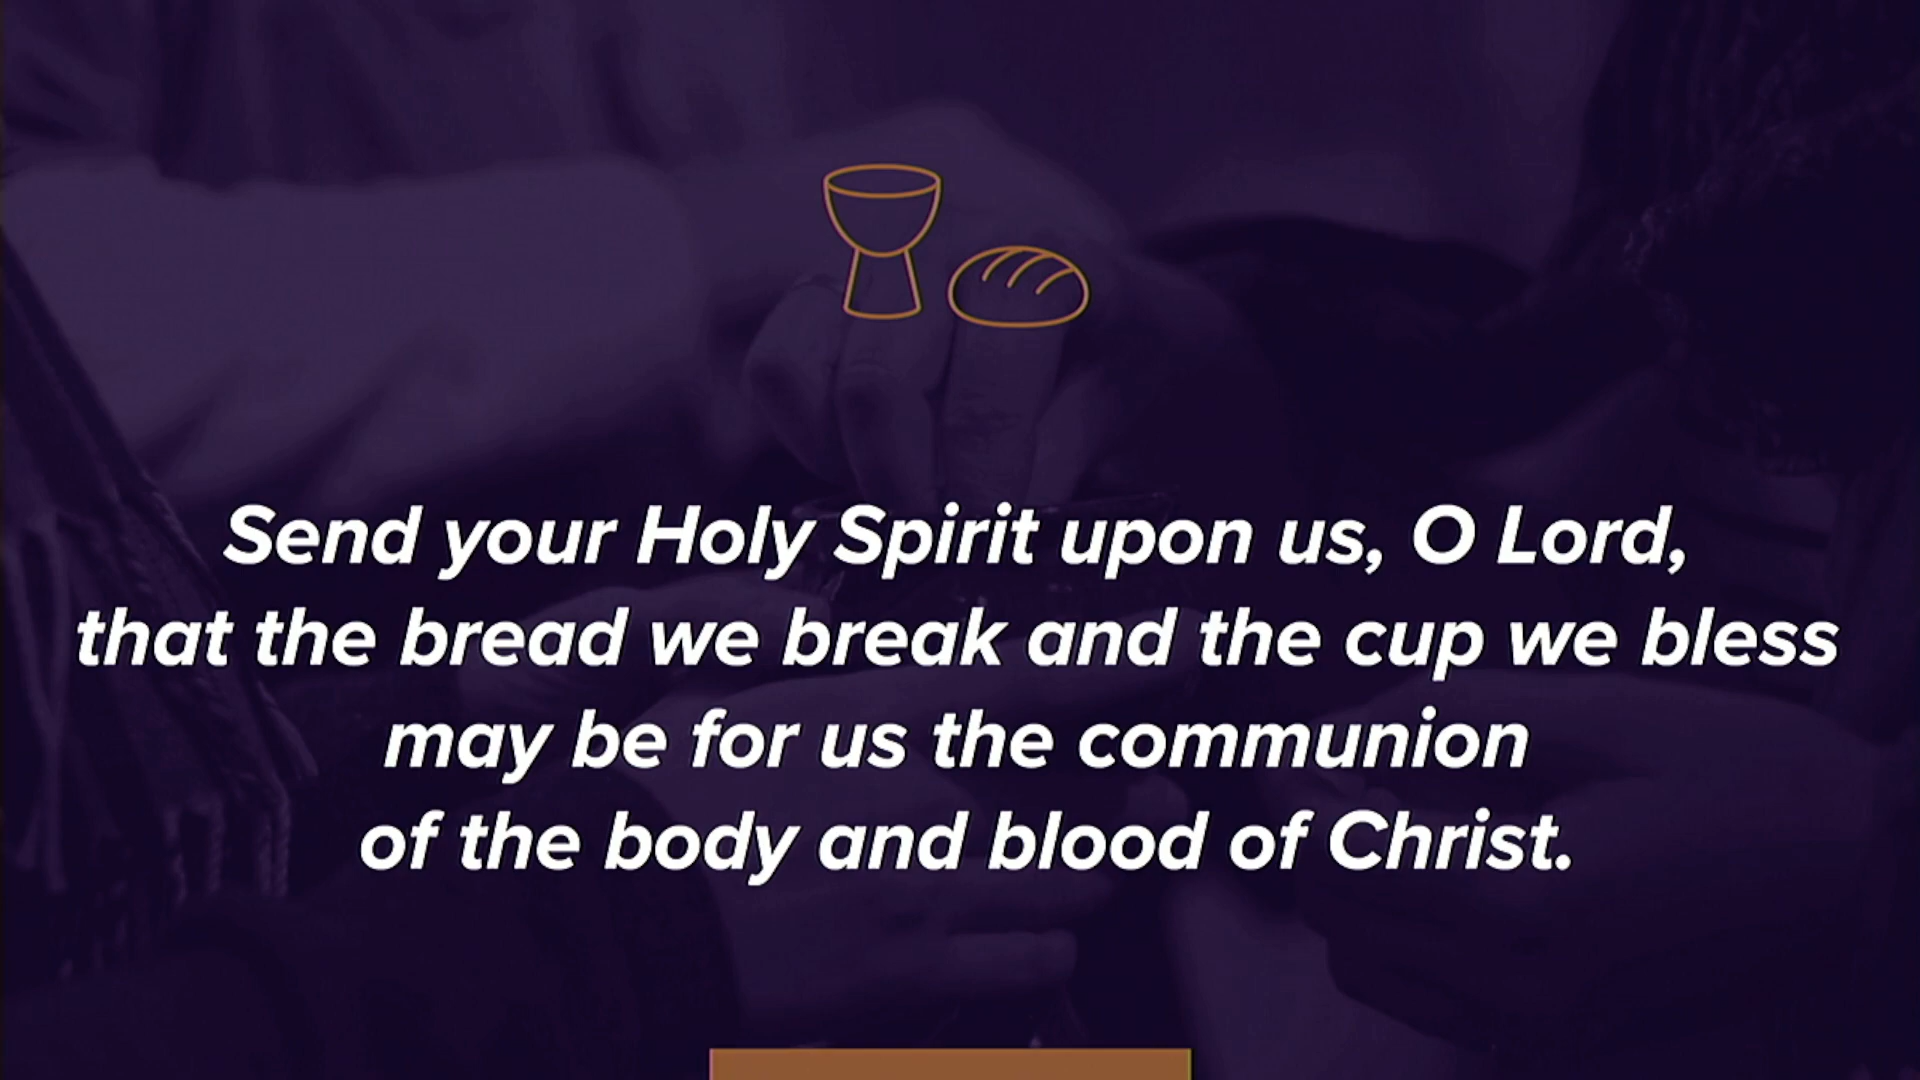 Send your Holy Spirit upon us, O Lord,
that the bread we break and the cup we bless
may be for us the communion
of the body and blood of Christ.